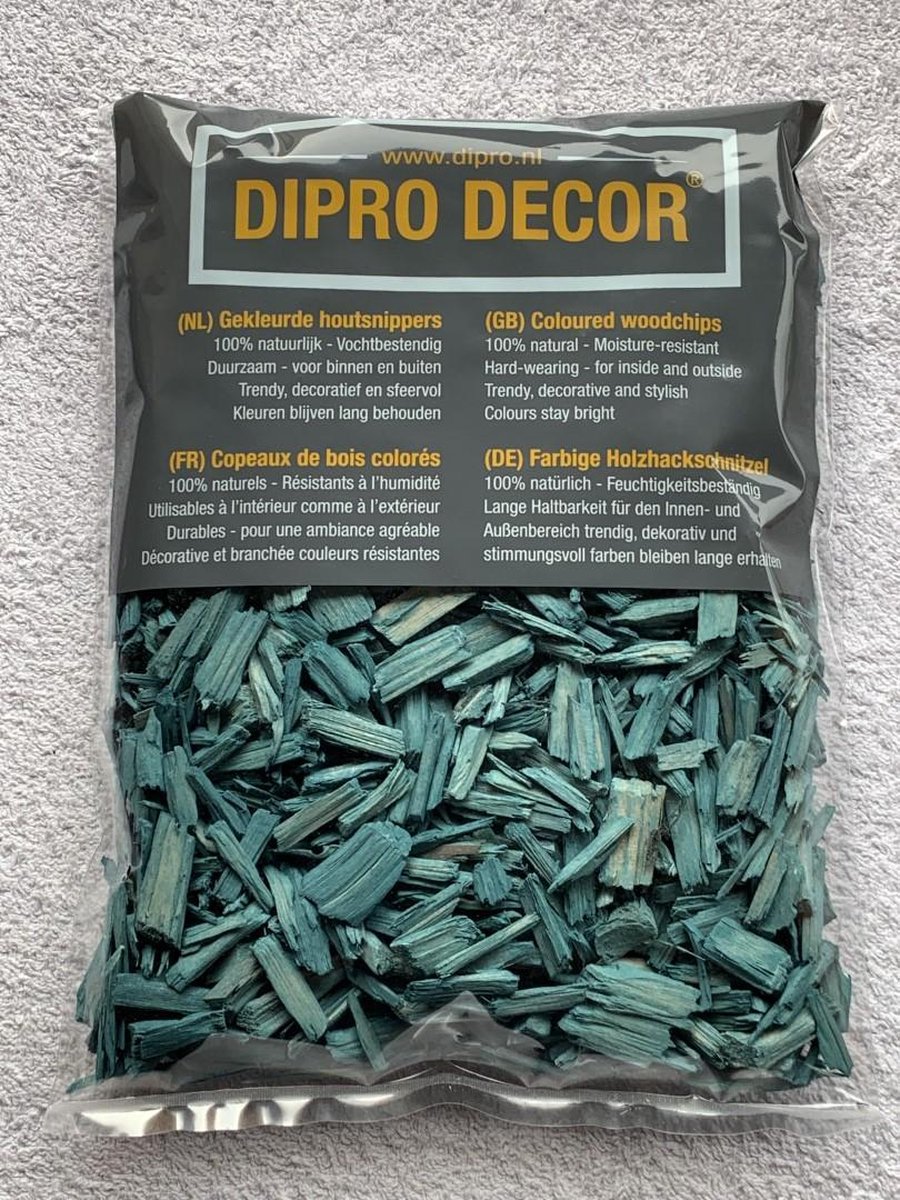 www.dipro.nl
DIPRO DECOR®
(NL) Gekleurde houtsnippers
100% natuurlijk - Vochtbestendig
Duurzaam - voor binnen en buiten
Trendy, decoratief en sfeervol
Kleuren blijven lang behouden
(GB) Coloured woodchips
100% natural - Moisture-resistant
Hard-wearing - for inside and outside
Trendy, decorative and stylish
Colours stay bright
(FR) Copeaux de bois colorés
100% naturels - Résistants à l'humidité
Utilisables à l'intérieur comme à l'extérieur
Durables - pour une ambiance agréable
Décorative et branchée couleurs résistantes
(DE) Farbige Holzhackschnitzel
100% natürlich - Feuchtigkeitsbeständig
Lange Haltbarkeit für den Innen- und
Außenbereich trendig, dekorativ und
stimmungsvoll farben bleiben lange erhalten